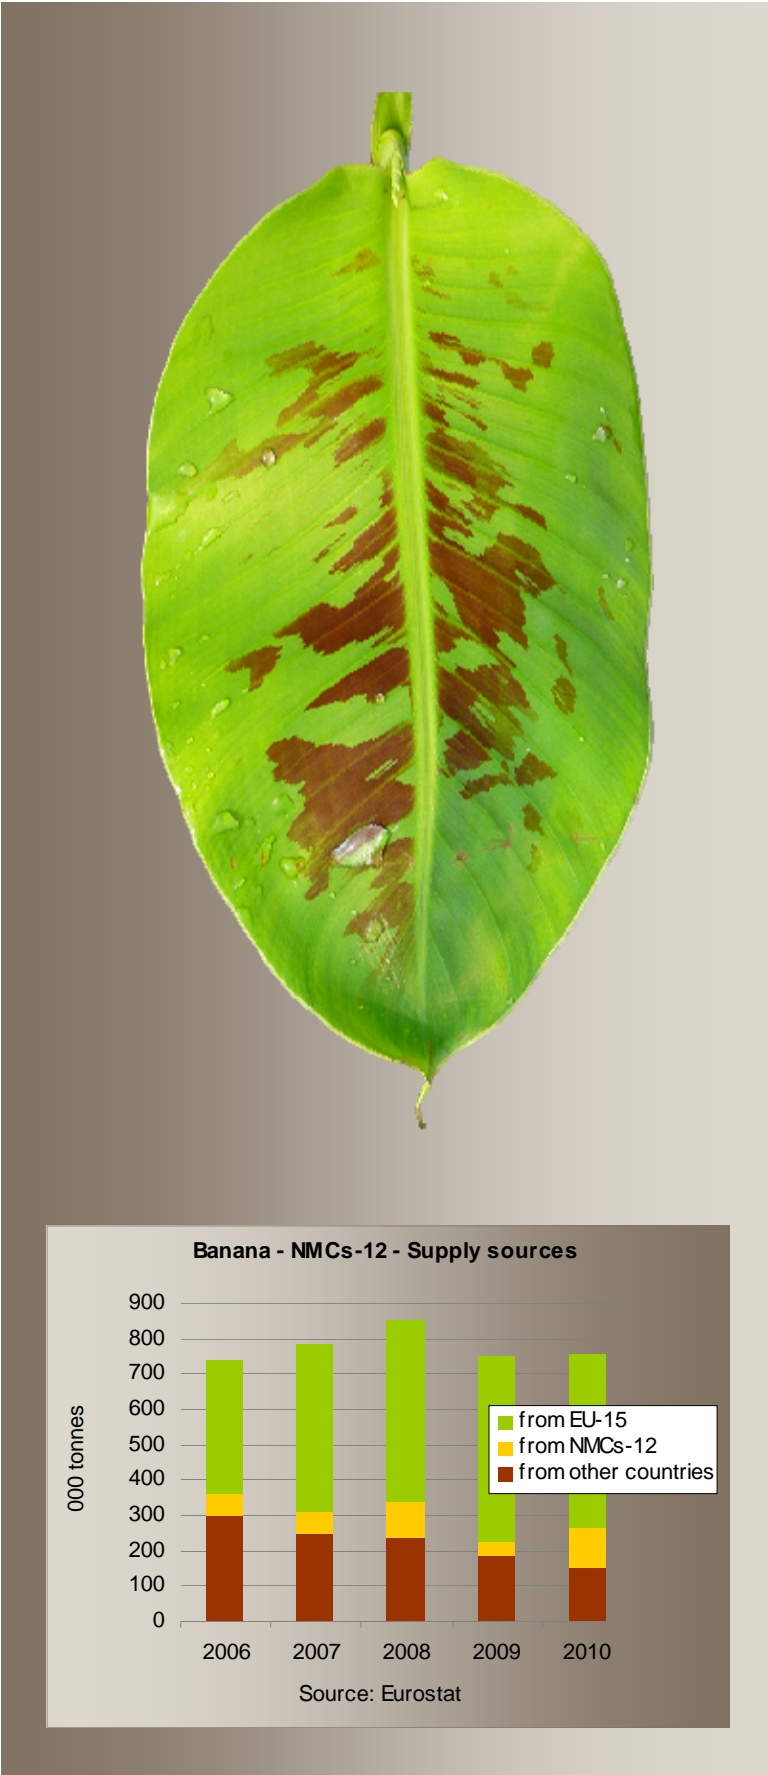 Banana - NMCs-12 - Supply sources
900
800
700
600
500
400
300
200
100
0
000 tonnes
from EU-15
from NMCs-12
from other countries
2006 2007 2008 2009 2010
Source: Eurostat